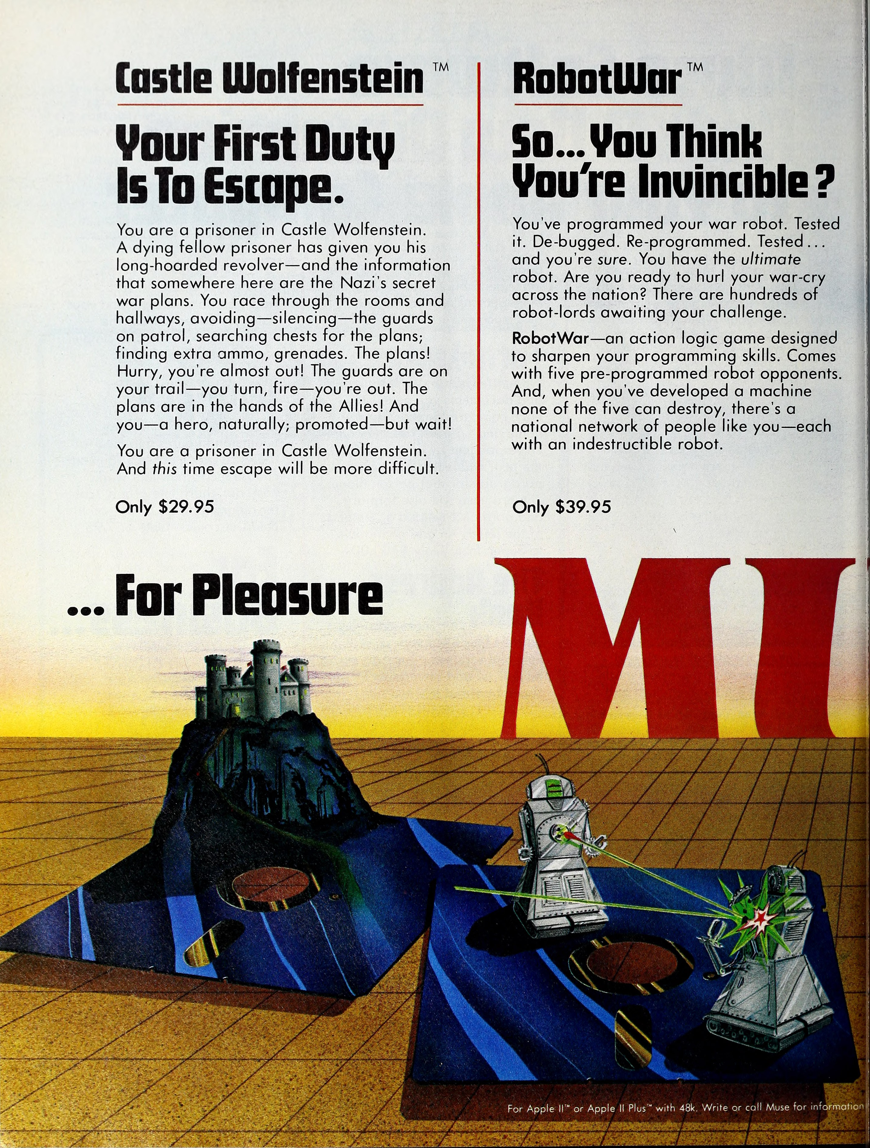 Castle Wolfenstein™
Your First Duty
Is To Escape.
You are a prisoner in Castle Wolfenstein.
A dying fellow prisoner has given you his
long-hoarded revolver—and the information
that somewhere here are the Nazi's secret
war plans. You race through the rooms and
hallways, avoiding—silencing—the guards
on patrol, searching chests for the plans;
finding extra ammo, grenades. The plans!
Hurry, you're almost out! The guards are on
your trail—you turn, fire—you're out. The
plans are in the hands of the Allies! And
you—a hero, naturally; promoted—but wait!
You are a prisoner in Castle Wolfenstein.
And this time escape will be more difficult.
Only $29.95
RobotWar™
So...You Think
You're Invincible?
You've programmed your war robot. Tested
it. De-bugged. Re-programmed. Tested...
and you're sure. You have the ultimate
robot. Are you ready to hurl your war-cry
across the nation? There are hundreds of
robot-lords awaiting your challenge.
RobotWar—an action logic game designed
to sharpen your programming skills. Comes
with five pre-programmed robot opponents.
And, when you've developed a machine
none of the five can destroy, there's a
national network of people like you—each
with an indestructible robot.
Only $39.95
... For Pleasure
MU
For Apple II™ or Apple II Plus™ with 48k. Write or call Muse for information